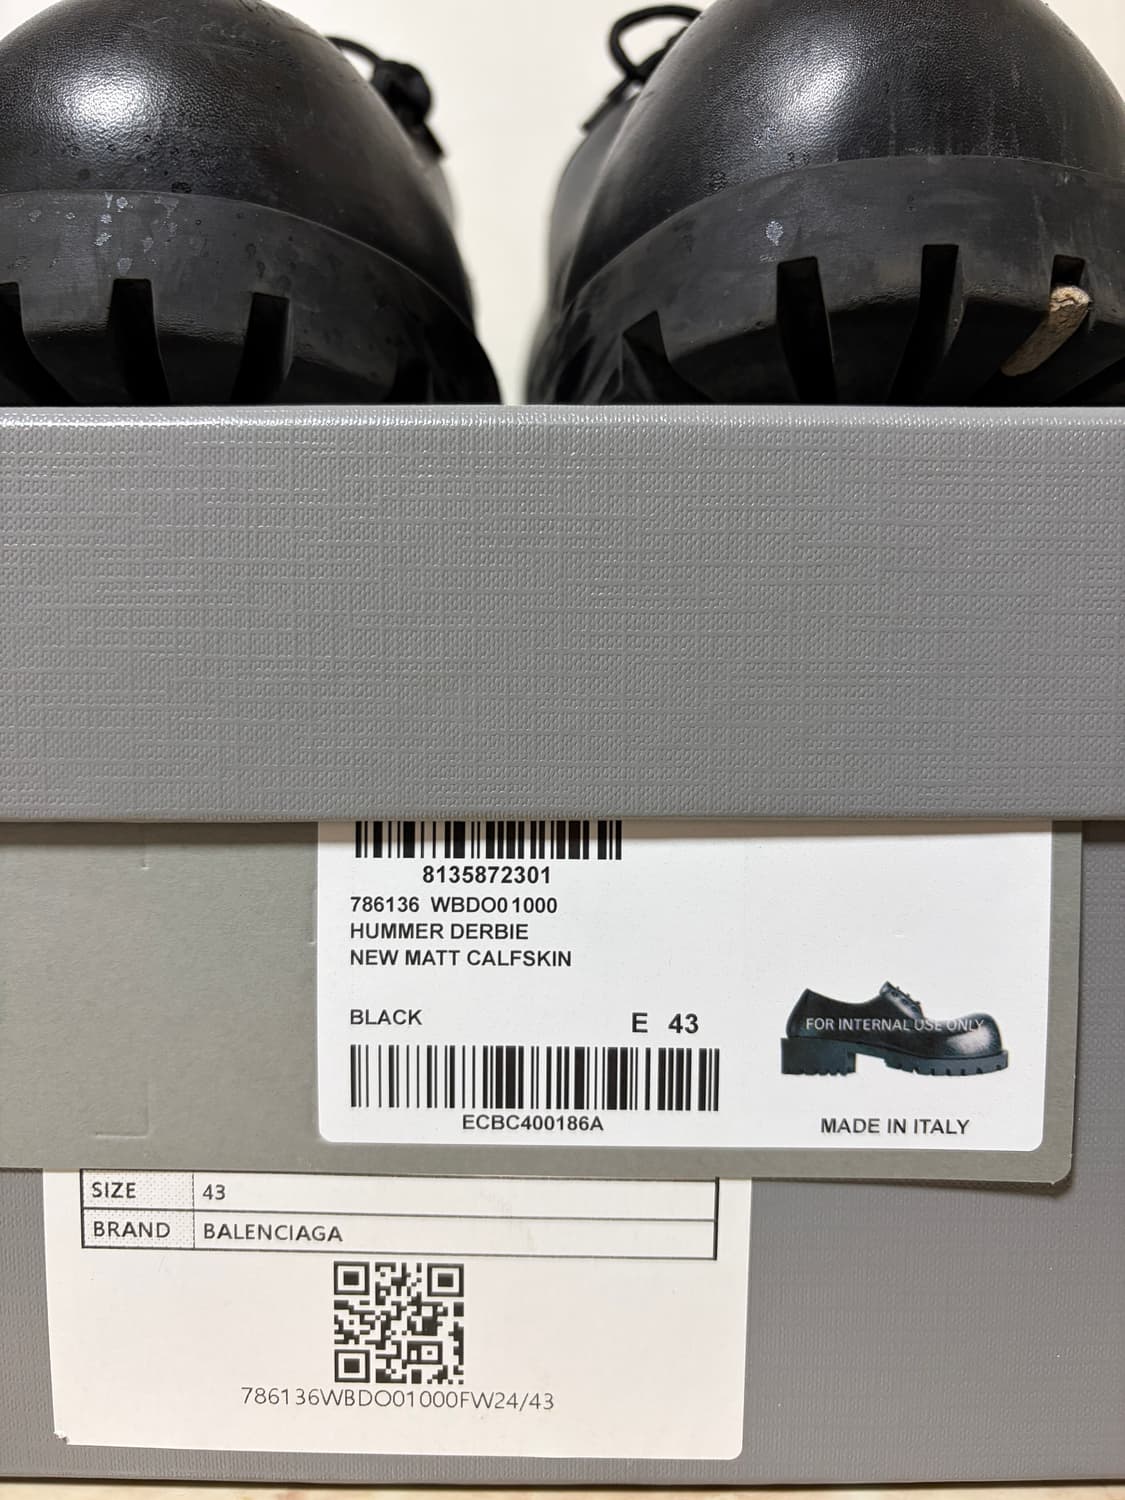 8135872301
786136 WBDO01000
HUMMER DERBIE
NEW MATT CALFSKIN
BLACK
E 43
FOR INTERNAL USE ONLY
ECBC400186A
MADE IN ITALY
SIZE 43
BRAND BALENCIAGA
786136WBDO01000FW24/43